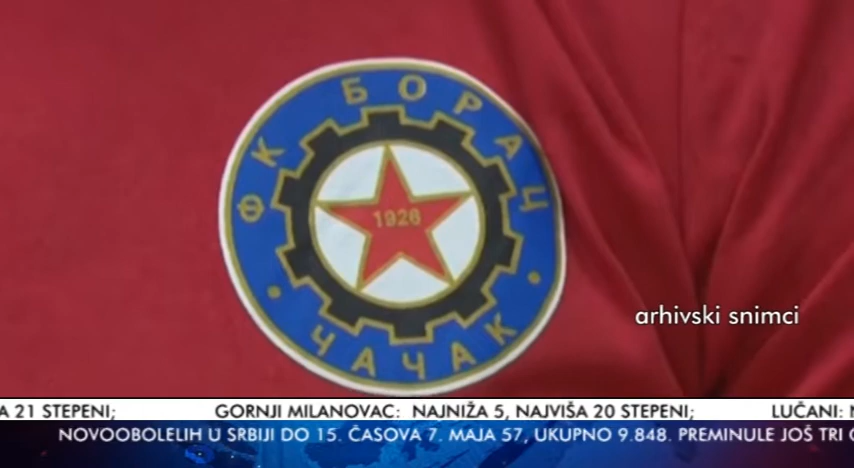 ФК БОРАЦ
1926
ЧАЧАК
arhivski snimci
A 21 STEPENI; GORNJI MILANOVAC: NAJNIŽA 5, NAJVIŠA 20 STEPENI; LUČANI:
NOVOOBOLELIH U SRBIJI DO 15. ČASOVA 7. MAJA 57, UKUPNO 9.848. PREMINULE JOŠ TRI